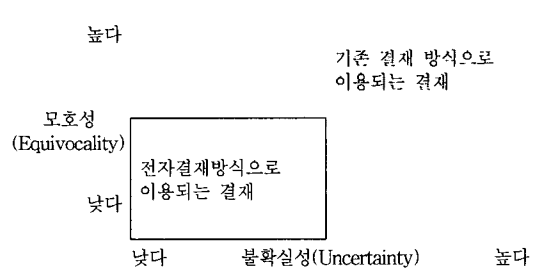 높다
기존 결재 방식으로
이용되는 결재
모호성
(Equivocality)
전자결재방식으로
이용되는 결재
낮다
낮다 불확실성(Uncertainty) 높다